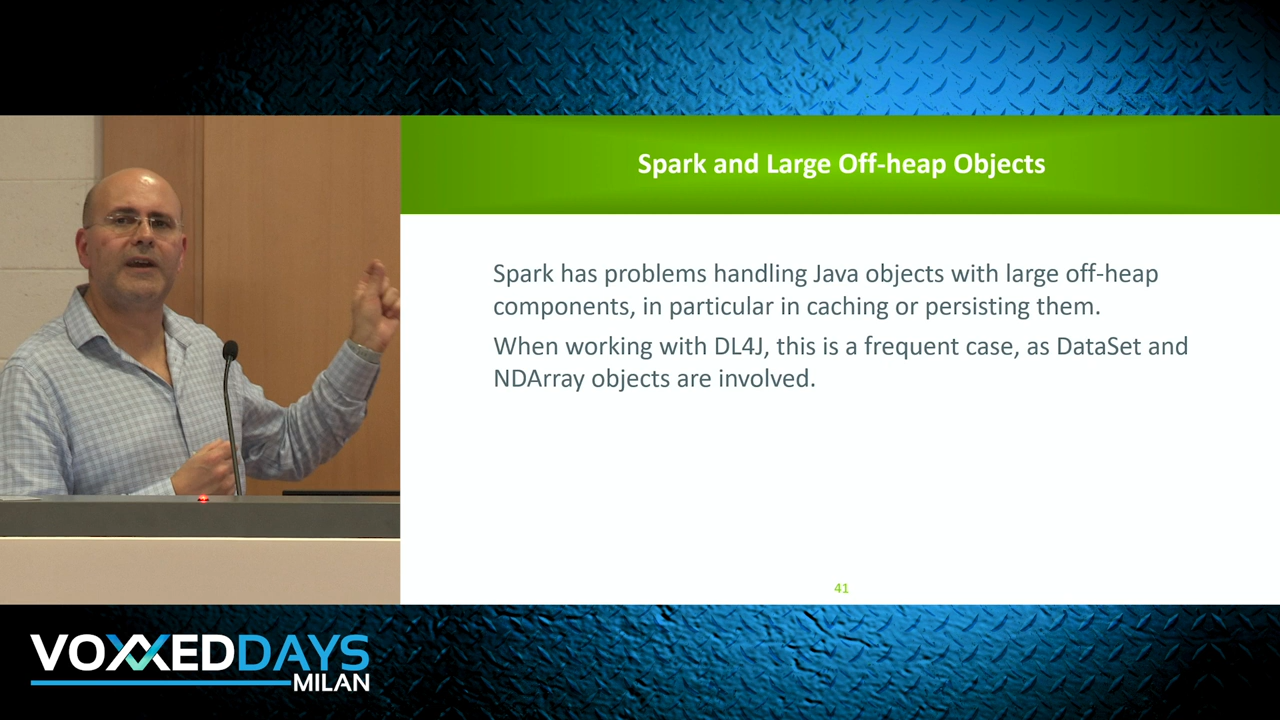 Spark and Large Off-heap Objects
Spark has problems handling Java objects with large off-heap
components, in particular in caching or persisting them.
When working with DL4J, this is a frequent case, as DataSet and
NDArray objects are involved.
41
VOXXEDDAYS
MILAN